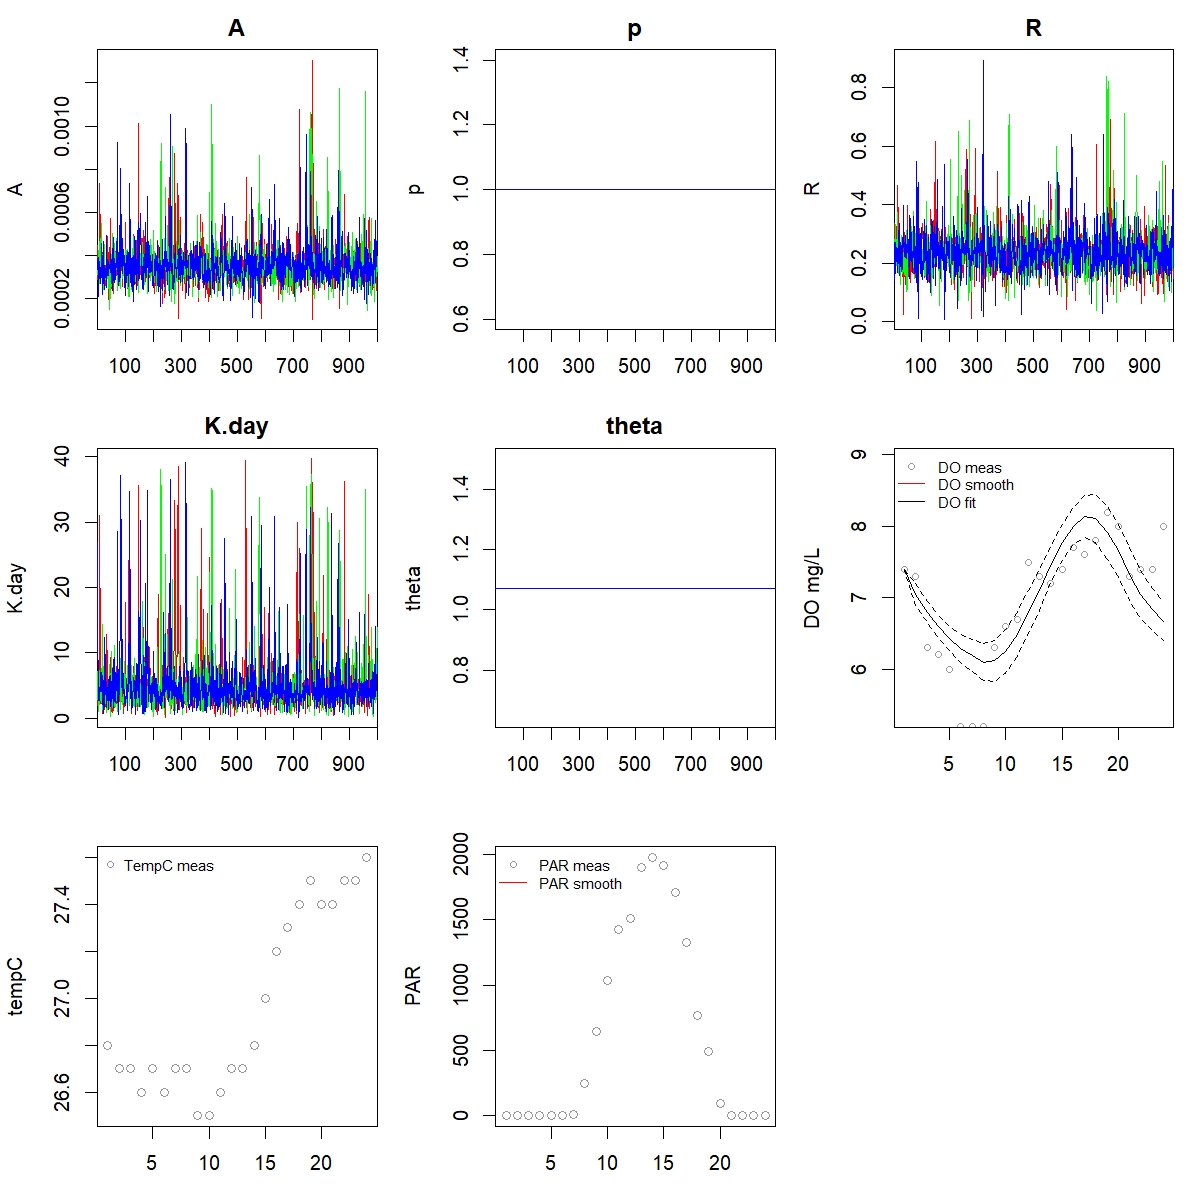 A
A
0.0002 0.0006 0.0010
100 300 500 700 900
p
p
0.6 0.8 1.0 1.2 1.4
100 300 500 700 900
R
R
0.0 0.2 0.4 0.6 0.8
100 300 500 700 900
K.day
K.day
0 10 20 30 40
100 300 500 700 900
theta
theta
0.8 1.0 1.2 1.4
100 300 500 700 900
DO mg/L
6 7 8 9
DO meas
DO smooth
DO fit
5 10 15 20
tempC
26.6 27.0 27.4
TempC meas
5 10 15 20
PAR
0 500 1000 1500 2000
PAR meas
PAR smooth
5 10 15 20